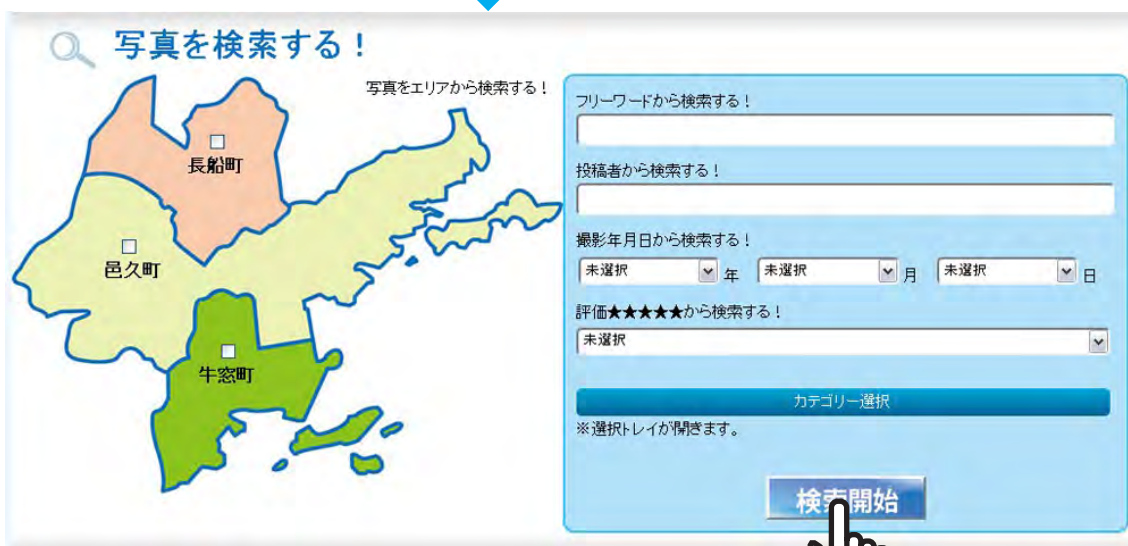 写真を検索する！
写真をエリアから検索する！
長船町
邑久町
牛窓町
フリーワードから検索する！
投稿者から検索する！
撮影年月日から検索する！
未選択 年 未選択 月 未選択 日
評価★★★★★から検索する！
未選択
カテゴリー選択
※選択トレイが開きます。
検索開始